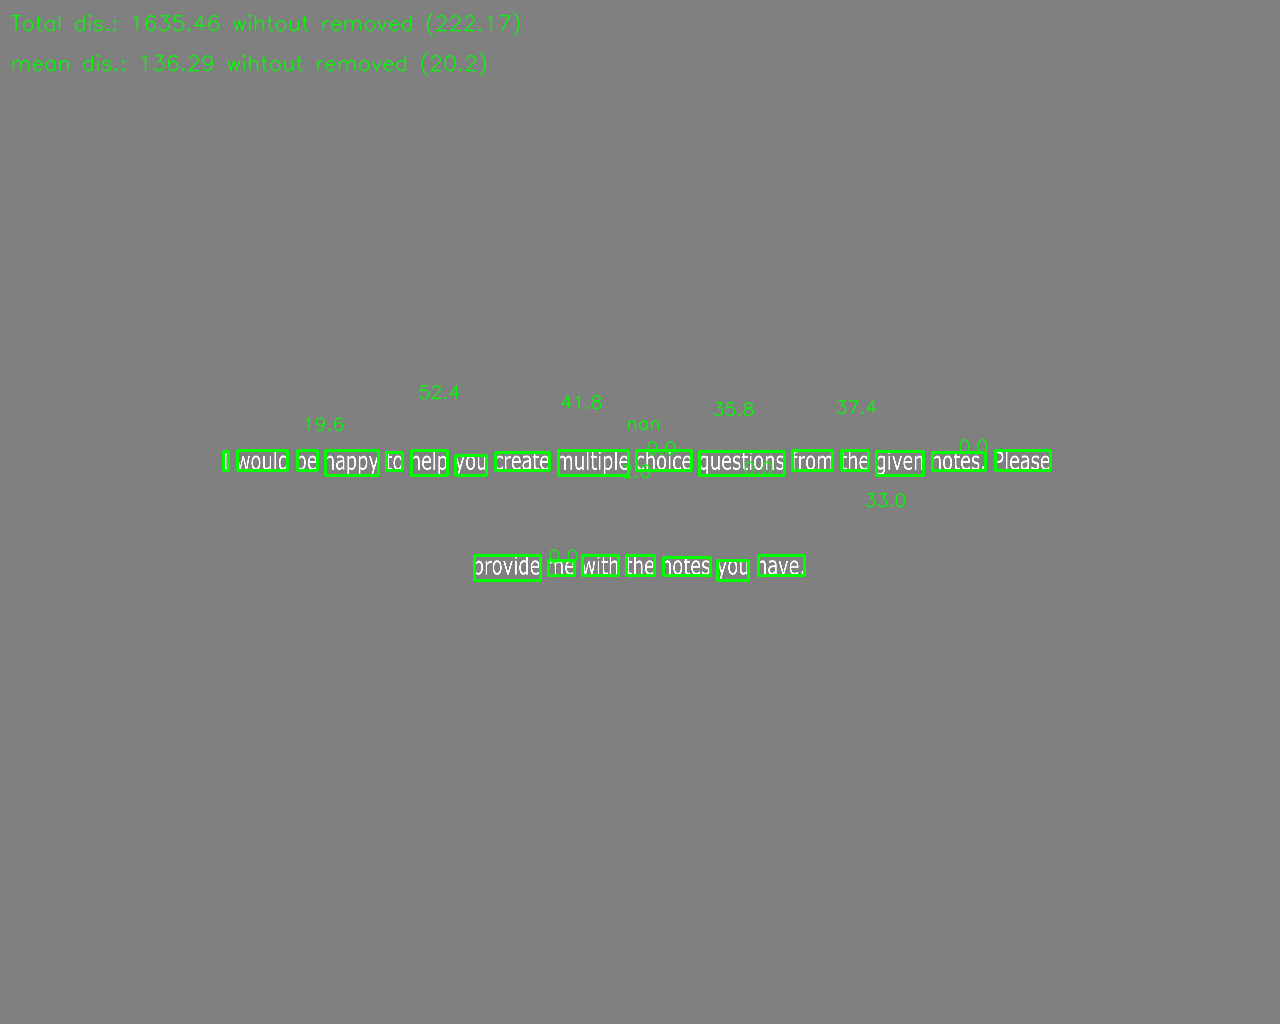 Total dis.: 1635.46 wihtout removed (222.17)
mean dis.: 136.29 wihtout removed (20.2)
52.4
41.8
35.8
37.4
19.6
nan
0.0
0.0
I would be happy to help you create multiple choice questions from the given notes. Please
33.0
0.0
provide me with the notes you have.